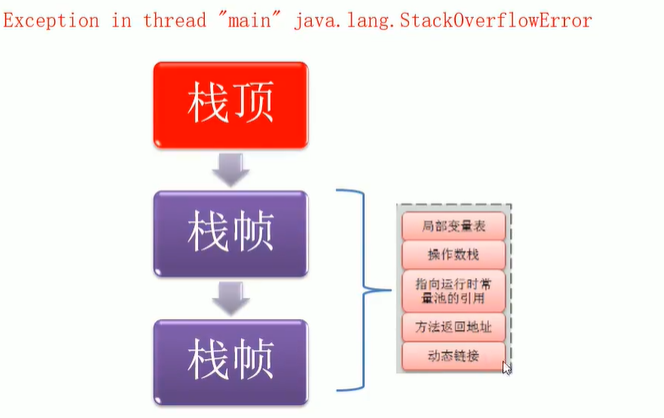 Exception in thread "main" java.lang.StackOverflowError
栈顶
栈帧
栈帧
局部变量表
操作数栈
指向运行时常
量池的引用
方法返回地址
动态链接